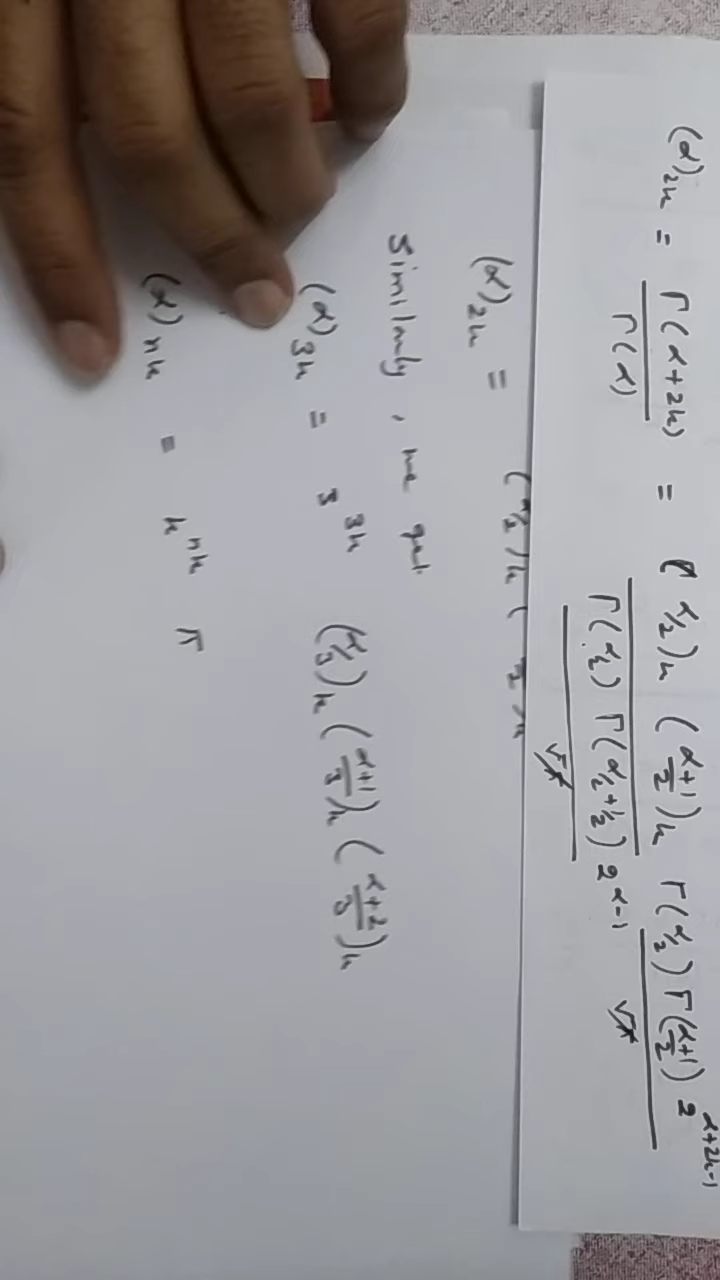 (α)₂ₖ = Γ(α+2k) / Γ(α) = (α/2)ₖ ((α+1)/2)ₖ Γ(α/2) Γ((α+1)/2) 2^(α+2k-1) / √π
Γ(α/2) Γ(α/2+1/2) 2^(α-1) / √π
(α)₂ₖ = (α/2)ₖ (
Similarly, we get
(α)₃ₖ = 3^(3k) (α/3)ₖ ((α+1)/3)ₖ ((α+2)/3)ₖ
(α)ₙₖ = k^(nk) π